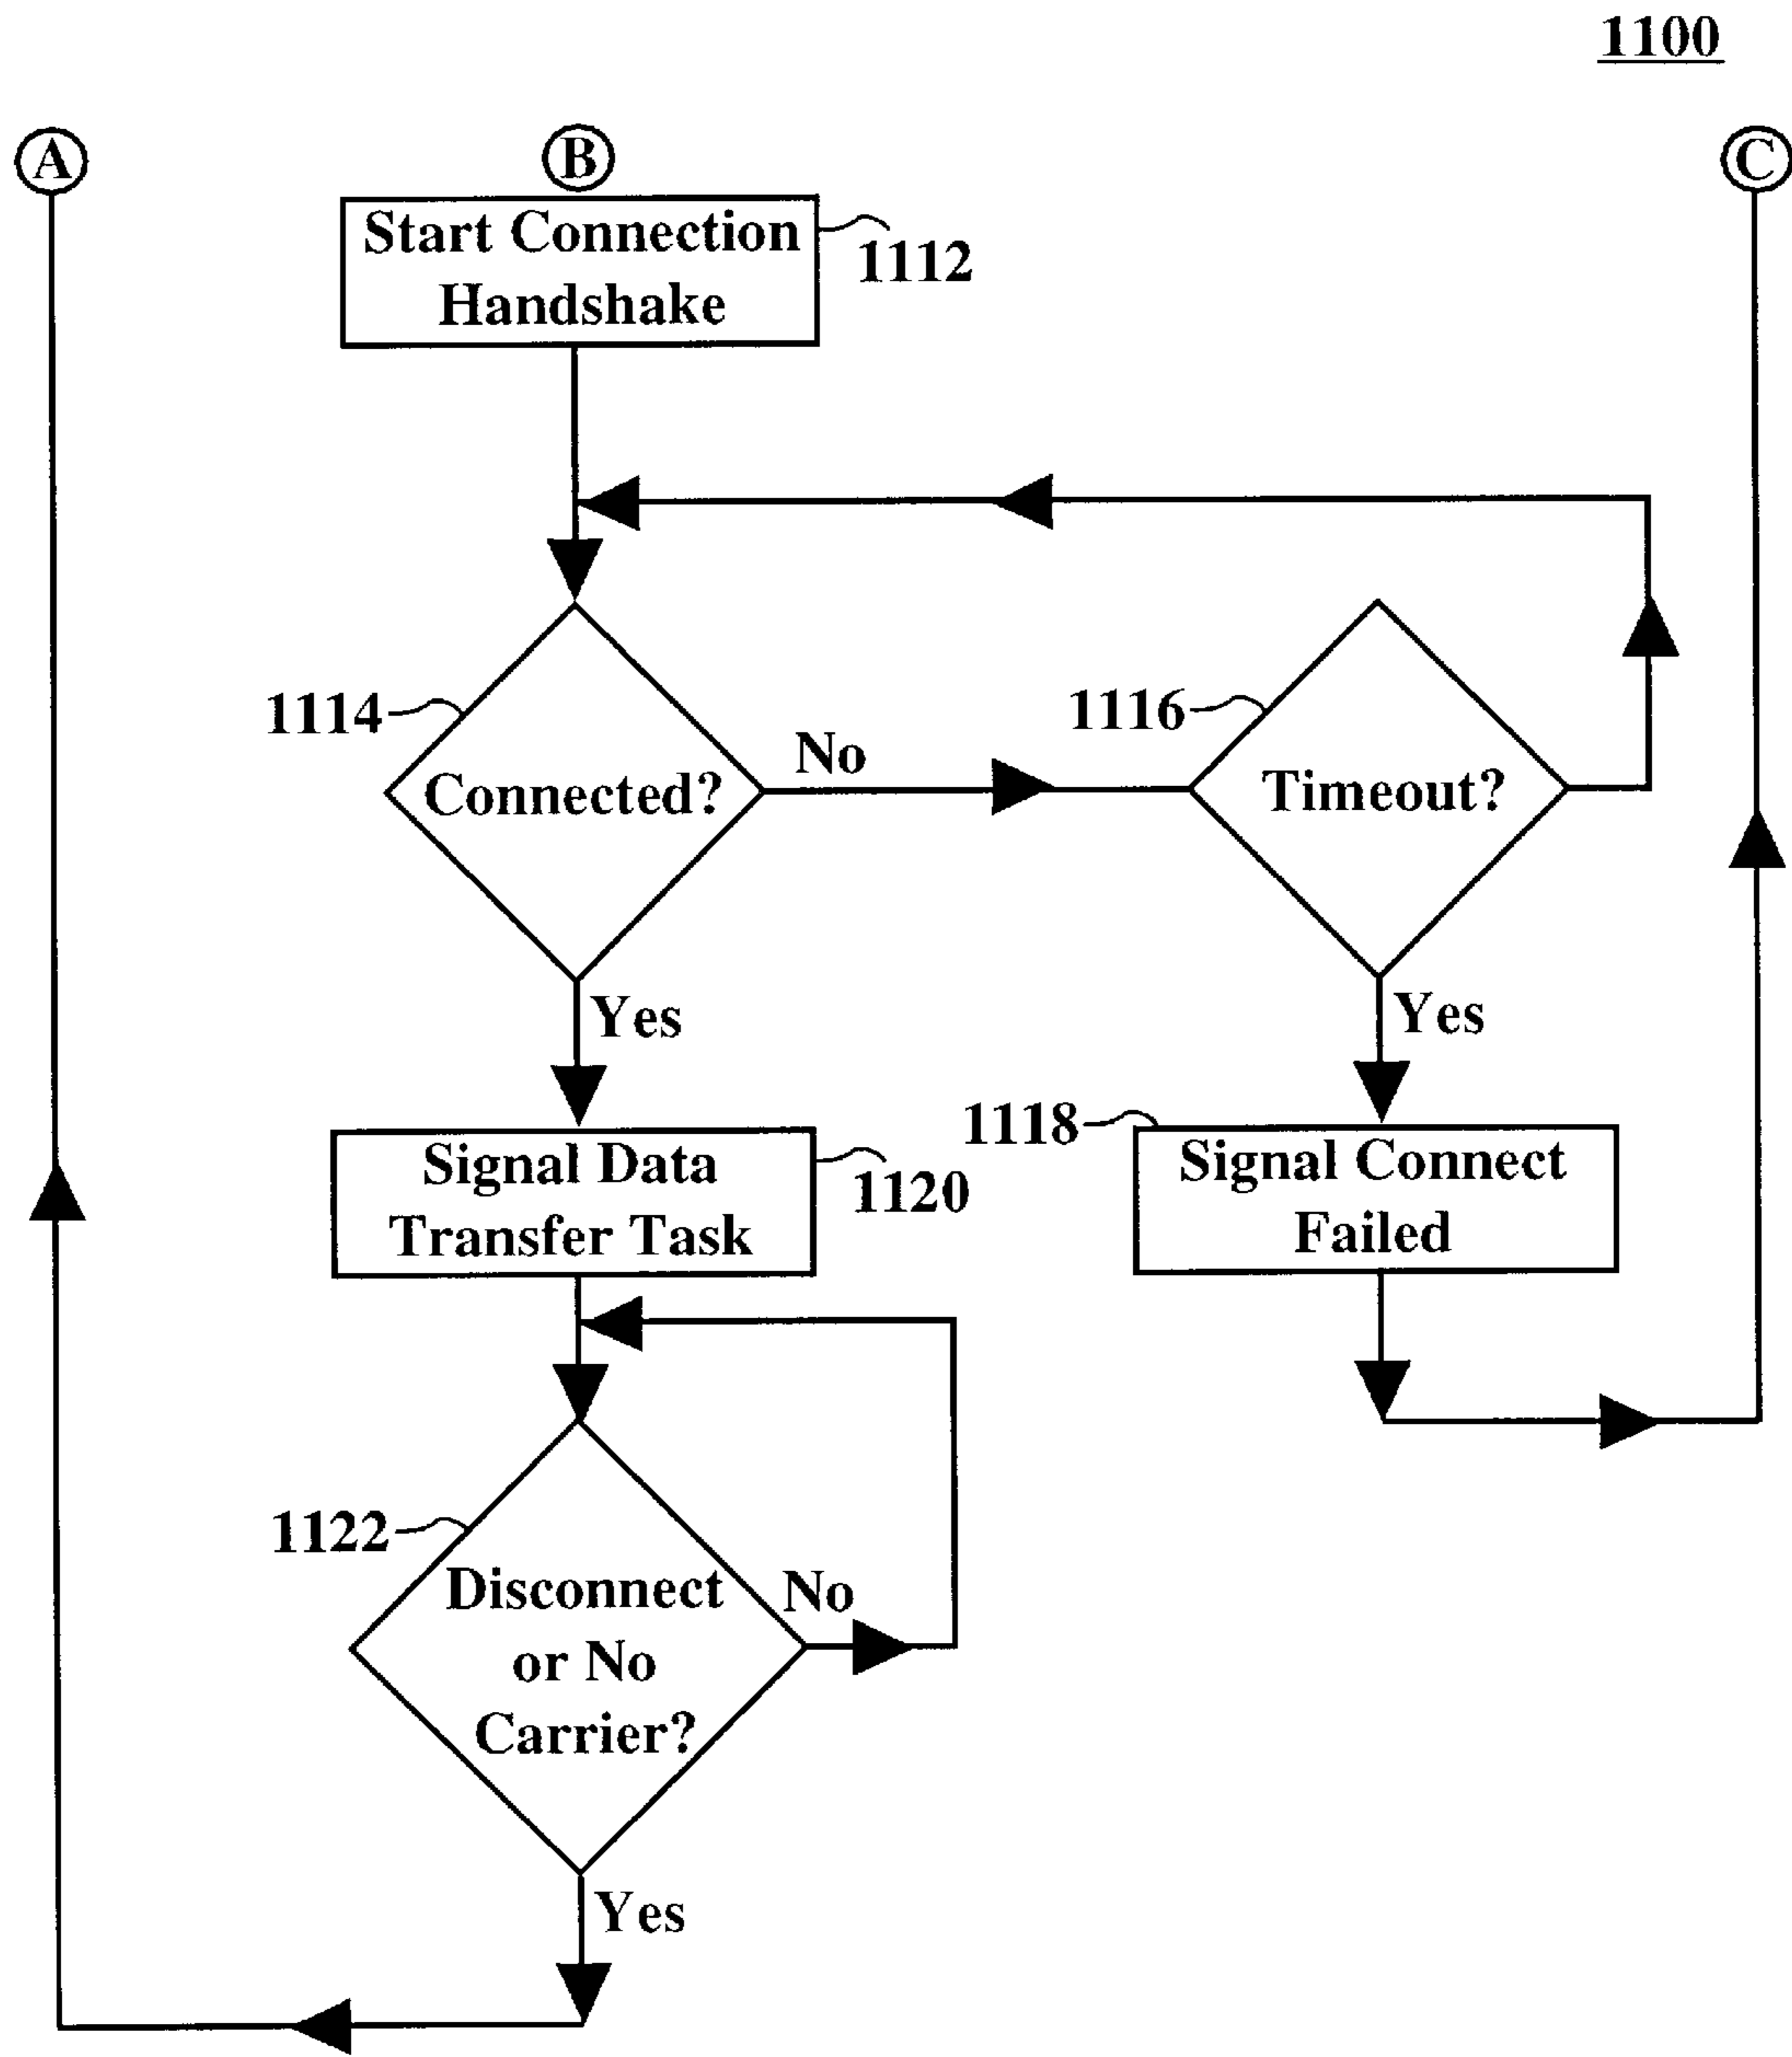 1100
A
B
C
Start Connection
Handshake
1112
1114
Connected?
No
1116
Timeout?
Yes
Yes
Signal Data
Transfer Task
1120
1118
Signal Connect
Failed
1122
Disconnect
or No
Carrier?
No
Yes